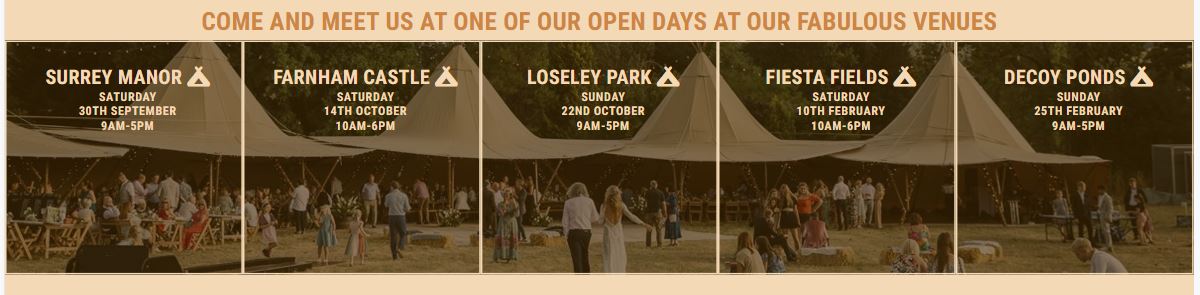 COME AND MEET US AT ONE OF OUR OPEN DAYS AT OUR FABULOUS VENUES
SURREY MANOR
SATURDAY
30TH SEPTEMBER
9AM-5PM
FARNHAM CASTLE
SATURDAY
14TH OCTOBER
10AM-6PM
LOSELEY PARK
SUNDAY
22ND OCTOBER
9AM-5PM
FIESTA FIELDS
SATURDAY
10TH FEBRUARY
10AM-6PM
DECOY PONDS
SUNDAY
25TH FEBRUARY
9AM-5PM